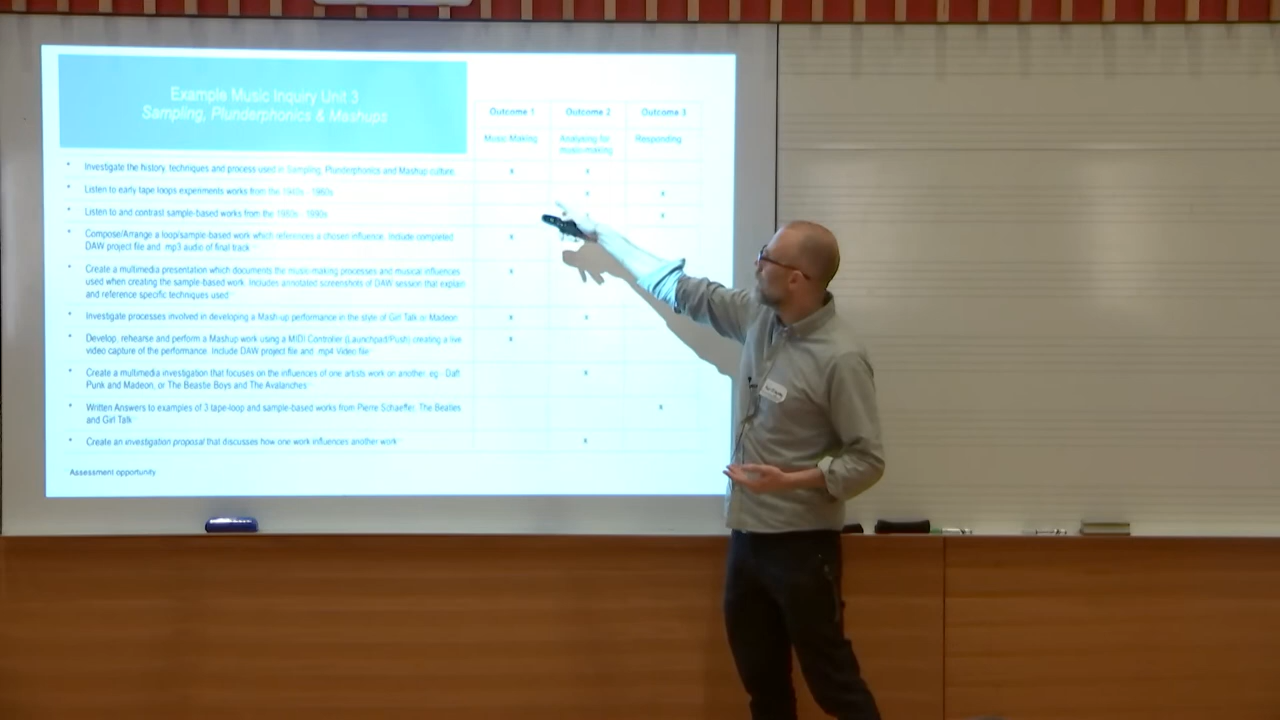 Example Music Inquiry Unit 3
Sampling, Plunderphonics & Mashups
Outcome 1
Outcome 2
Outcome 3
Music Making
Analysing for
music-making
Responding
• Investigate the history, techniques and process used in Sampling, Plunderphonics and Mashup culture x x
• Listen to early tape loops experiments works from the 1940s - 1960s x x
• Listen to and contrast sample-based works from the 1980s - 1990s x
• Compose/Arrange a loop/sample-based work which references a chosen influence. Include completed x
DAW project file and .mp3 audio of final track
• Create a multimedia presentation which documents the music-making processes and musical influences x
used when creating the sample-based work. Includes annotated screenshots of DAW session that explain
and reference specific techniques used
• Investigate processes involved in developing a Mash-up performance in the style of Girl Talk or Madeon x x
• Develop, rehearse and perform a Mashup work using a MIDI Controller (Launchpad/Push) creating a live x
video capture of the performance. Include DAW project file and .mp4 Video file
• Create a multimedia investigation that focuses on the influences of one artists work on another. eg - Daft x
Punk and Madeon, or The Beastie Boys and The Avalanches
• Written Answers to examples of 3 tape-loop and sample-based works from Pierre Schaeffer, The Beatles x
and Girl Talk
• Create an investigation proposal that discusses how one work influences another work x
Assessment opportunity